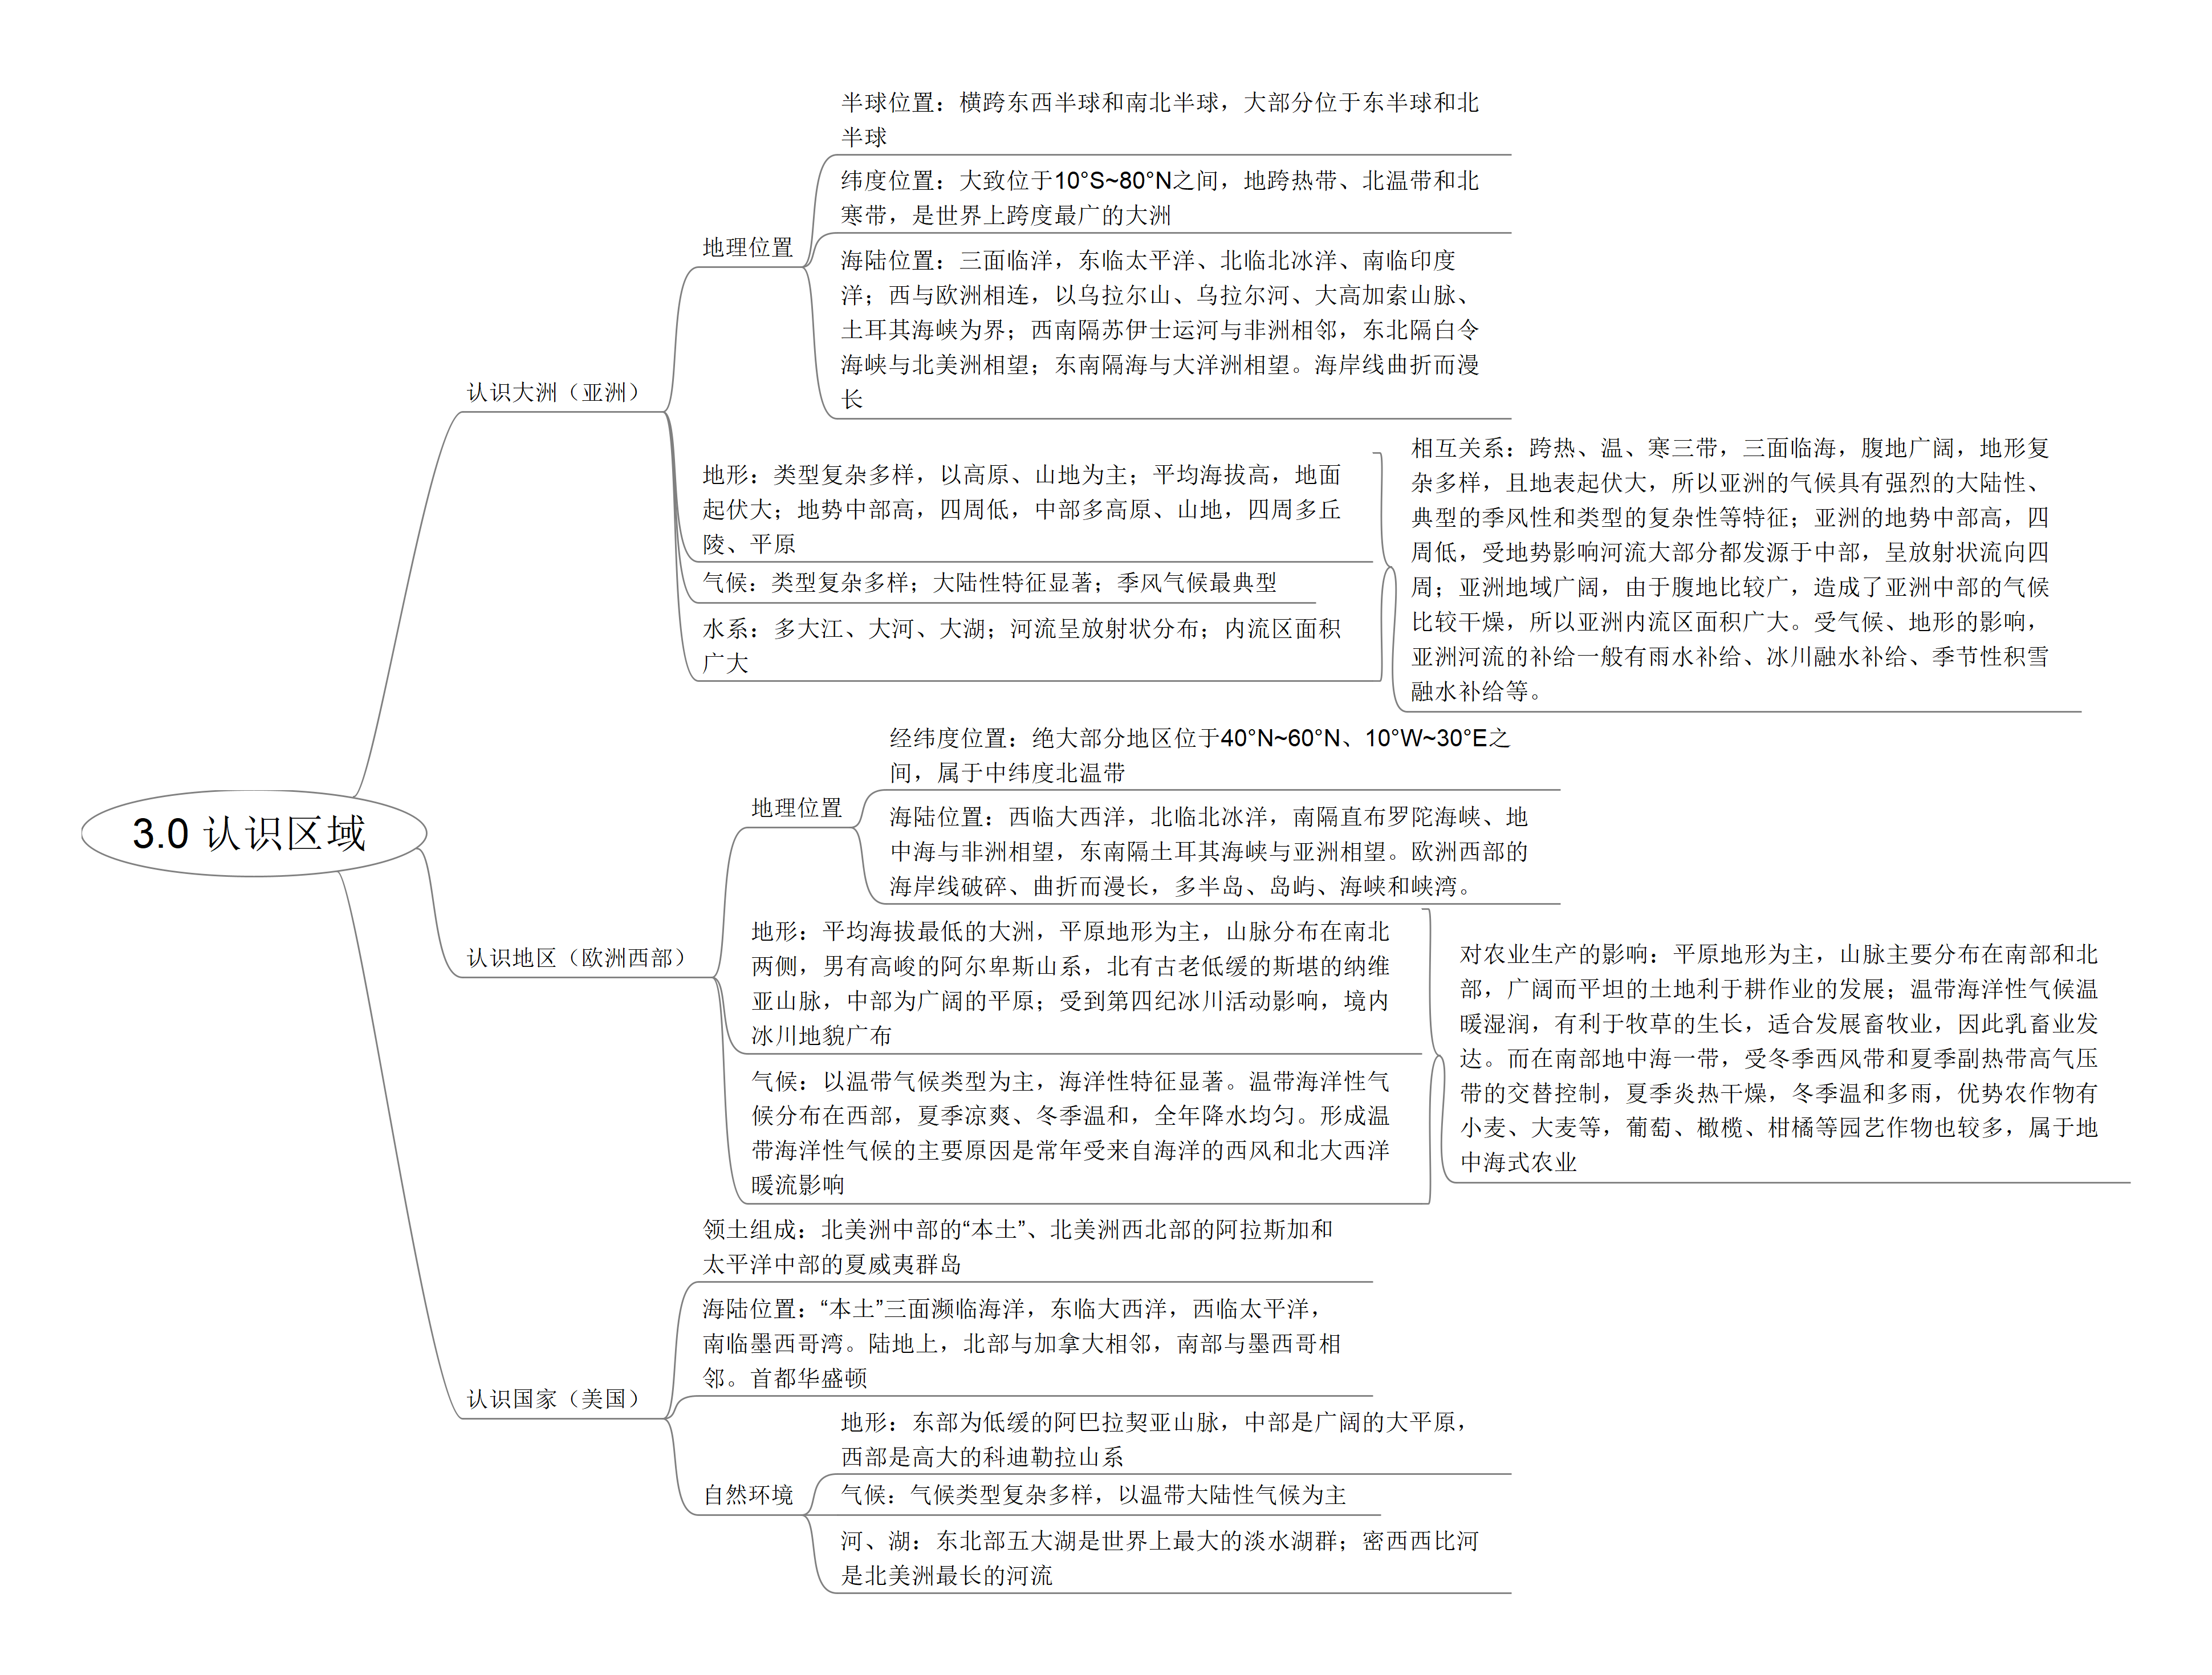 3.0 认识区域
认识大洲（亚洲）
地理位置
半球位置：横跨东西半球和南北半球，大部分位于东半球和北
半球
纬度位置：大致位于10°S~80°N之间，地跨热带、北温带和北
寒带，是世界上跨度最广的大洲
海陆位置：三面临洋，东临太平洋、北临北冰洋、南临印度
洋；西与欧洲相连，以乌拉尔山、乌拉尔河、大高加索山脉、
土耳其海峡为界；西南隔苏伊士运河与非洲相邻，东北隔白令
海峡与北美洲相望；东南隔海与大洋洲相望。海岸线曲折而漫
长
地形：类型复杂多样，以高原、山地为主；平均海拔高，地面
起伏大；地势中部高，四周低，中部多高原、山地，四周多丘
陵、平原
气候：类型复杂多样；大陆性特征显著；季风气候最典型
水系：多大江、大河、大湖；河流呈放射状分布；内流区面积
广大
相互关系：跨热、温、寒三带，三面临海，腹地广阔，地形复
杂多样，且地表起伏大，所以亚洲的气候具有强烈的大陆性、
典型的季风性和类型的复杂性等特征；亚洲的地势中部高，四
周低，受地势影响河流大部分都发源于中部，呈放射状流向四
周；亚洲地域广阔，由于腹地比较广，造成了亚洲中部的气候
比较干燥，所以亚洲内流区面积广大。受气候、地形的影响，
亚洲河流的补给一般有雨水补给、冰川融水补给、季节性积雪
融水补给等。
认识地区（欧洲西部）
地理位置
经纬度位置：绝大部分地区位于40°N~60°N、10°W~30°E之
间，属于中纬度北温带
海陆位置：西临大西洋，北临北冰洋，南隔直布罗陀海峡、地
中海与非洲相望，东南隔土耳其海峡与亚洲相望。欧洲西部的
海岸线破碎、曲折而漫长，多半岛、岛屿、海峡和峡湾。
地形：平均海拔最低的大洲，平原地形为主，山脉分布在南北
两侧，男有高峻的阿尔卑斯山系，北有古老低缓的斯堪的纳维
亚山脉，中部为广阔的平原；受到第四纪冰川活动影响，境内
冰川地貌广布
气候：以温带气候类型为主，海洋性特征显著。温带海洋性气
候分布在西部，夏季凉爽、冬季温和，全年降水均匀。形成温
带海洋性气候的主要原因是常年受来自海洋的西风和北大西洋
暖流影响
对农业生产的影响：平原地形为主，山脉主要分布在南部和北
部，广阔而平坦的土地利于耕作业的发展；温带海洋性气候温
暖湿润，有利于牧草的生长，适合发展畜牧业，因此乳畜业发
达。而在南部地中海一带，受冬季西风带和夏季副热带高气压
带的交替控制，夏季炎热干燥，冬季温和多雨，优势农作物有
小麦、大麦等，葡萄、橄榄、柑橘等园艺作物也较多，属于地
中海式农业
认识国家（美国）
领土组成：北美洲中部的“本土”、北美洲西北部的阿拉斯加和
太平洋中部的夏威夷群岛
海陆位置：“本土”三面濒临海洋，东临大西洋，西临太平洋，
南临墨西哥湾。陆地上，北部与加拿大相邻，南部与墨西哥相
邻。首都华盛顿
自然环境
地形：东部为低缓的阿巴拉契亚山脉，中部是广阔的大平原，
西部是高大的科迪勒拉山系
气候：气候类型复杂多样，以温带大陆性气候为主
河、湖：东北部五大湖是世界上最大的淡水湖群；密西西比河
是北美洲最长的河流